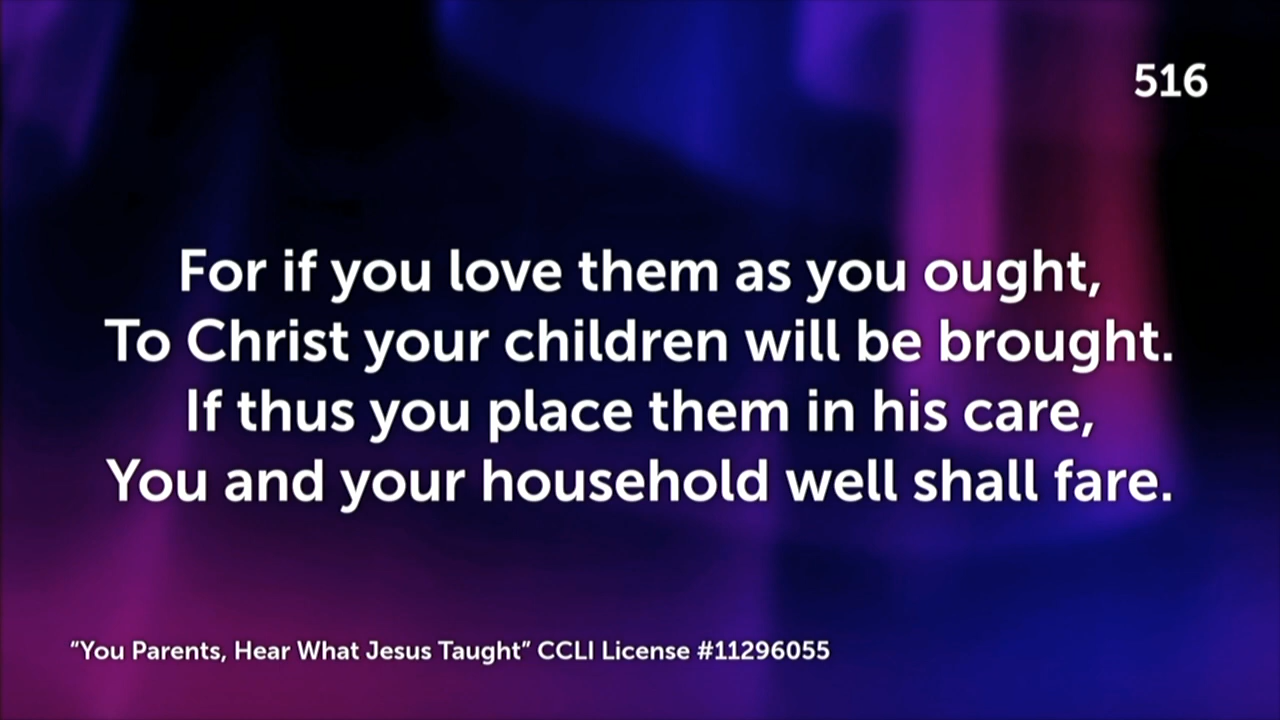 516
For if you love them as you ought,
To Christ your children will be brought.
If thus you place them in his care,
You and your household well shall fare.
“You Parents, Hear What Jesus Taught” CCLI License #11296055